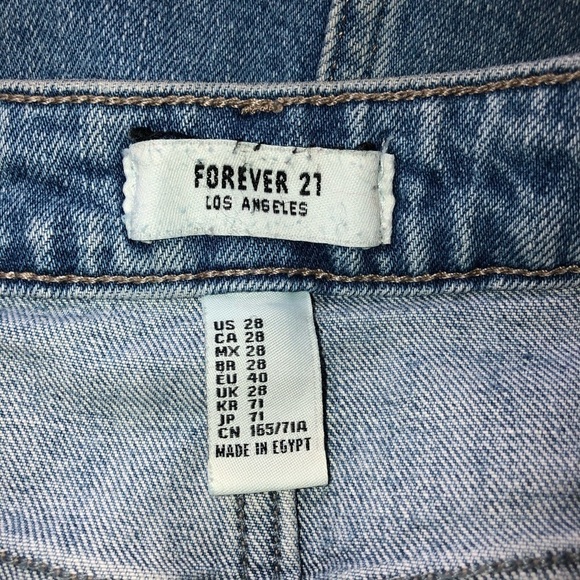 FOREVER 21
LOS ANGELES
US 28
CA 28
MX 28
BR 28
EU 40
UK 28
KR 71
JP 71
CN 165/71A
MADE IN EGYPT